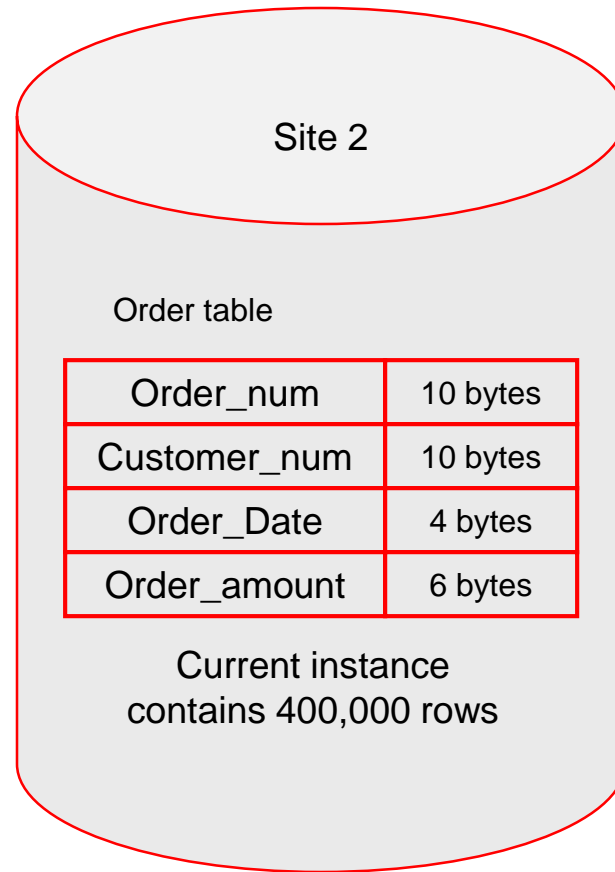 Site 2
Order table
Order_num 10 bytes
Customer_num 10 bytes
Order_Date 4 bytes
Order_amount 6 bytes
Current instance
contains 400,000 rows